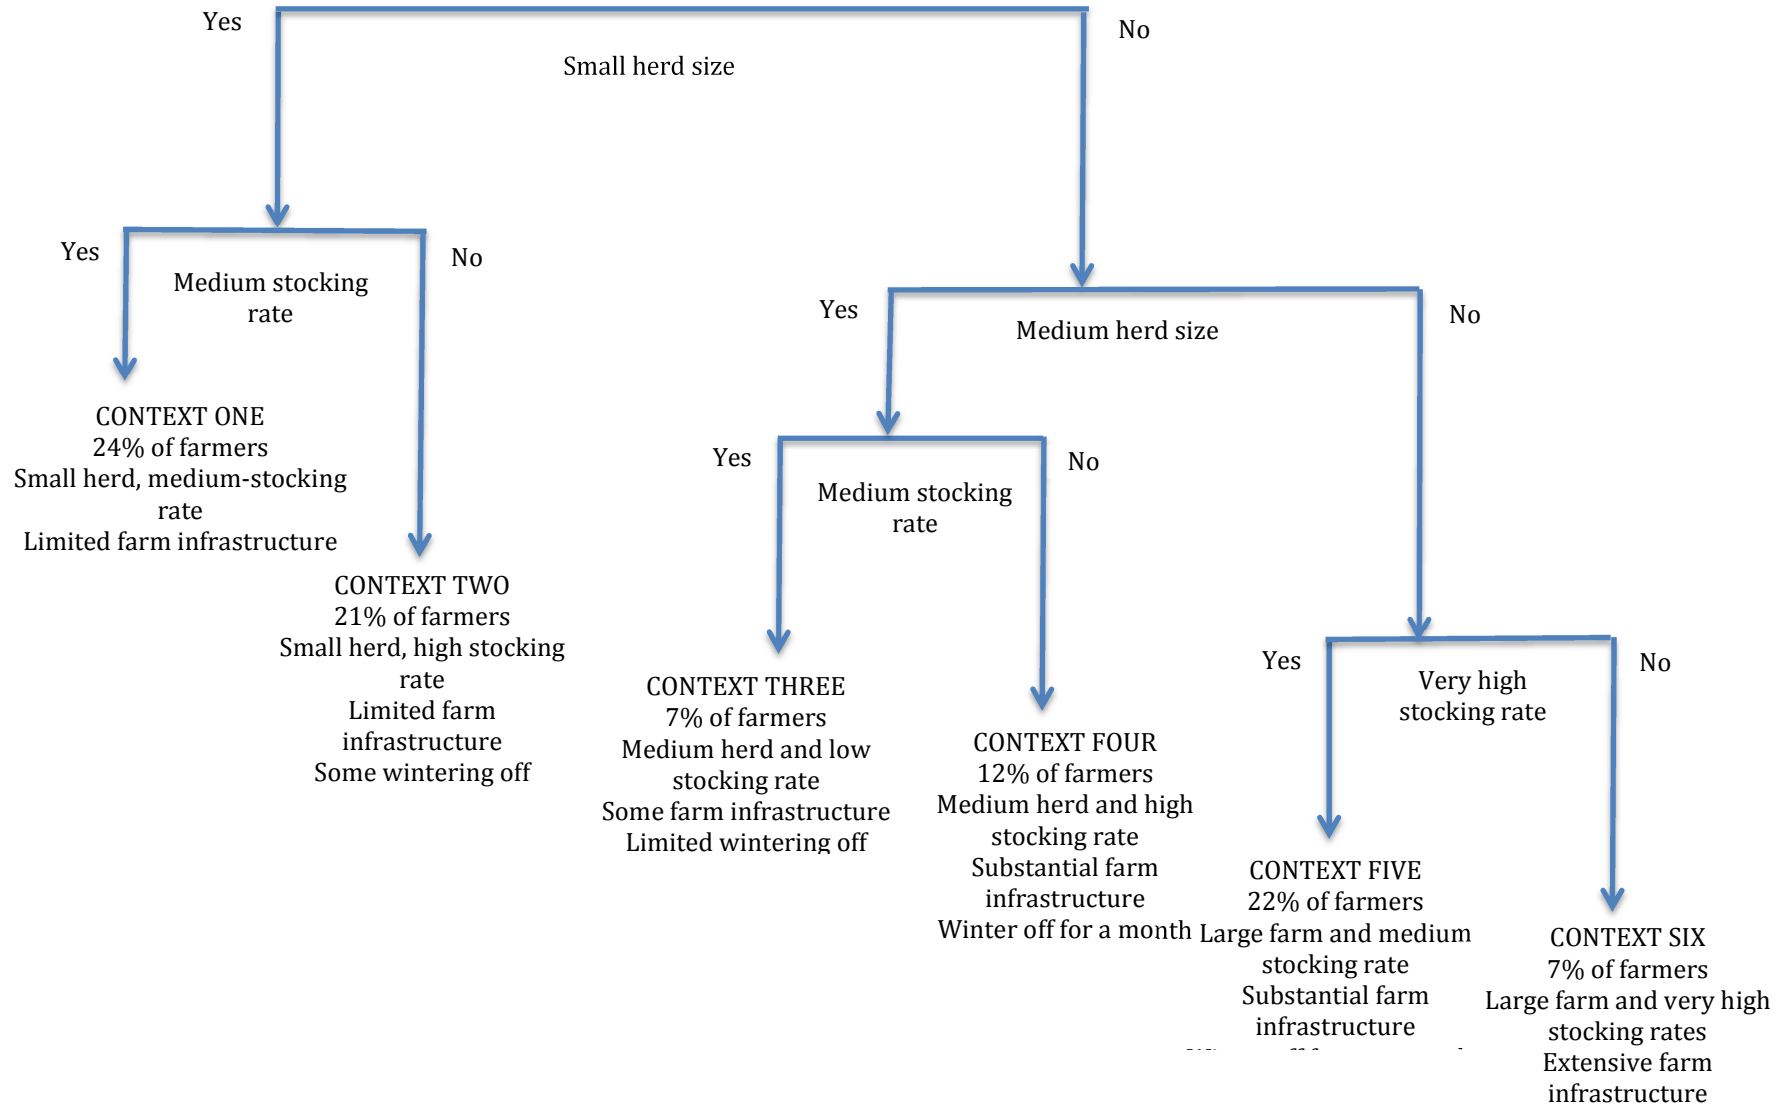 Yes
No
Small herd size
Yes
No
Medium stocking
rate
CONTEXT ONE
24% of farmers
Small herd, medium-stocking
rate
Limited farm infrastructure
CONTEXT TWO
21% of farmers
Small herd, high stocking
rate
Limited farm
infrastructure
Some wintering off
Yes
No
Medium herd size
Yes
No
Medium stocking
rate
CONTEXT THREE
7% of farmers
Medium herd and low
stocking rate
Some farm infrastructure
Limited wintering off
CONTEXT FOUR
12% of farmers
Medium herd and high
stocking rate
Substantial farm
infrastructure
Winter off for a month
Yes
No
Very high
stocking rate
CONTEXT FIVE
22% of farmers
Large farm and medium
stocking rate
Substantial farm
infrastructure
CONTEXT SIX
7% of farmers
Large farm and very high
stocking rates
Extensive farm
infrastructure